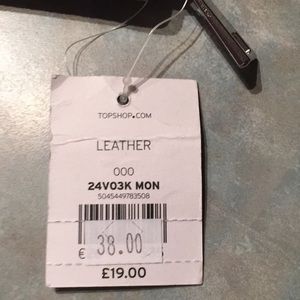 TOPSHOP.COM
LEATHER
000
24V03K MON
5045449783508
€ 38.00
£19.00